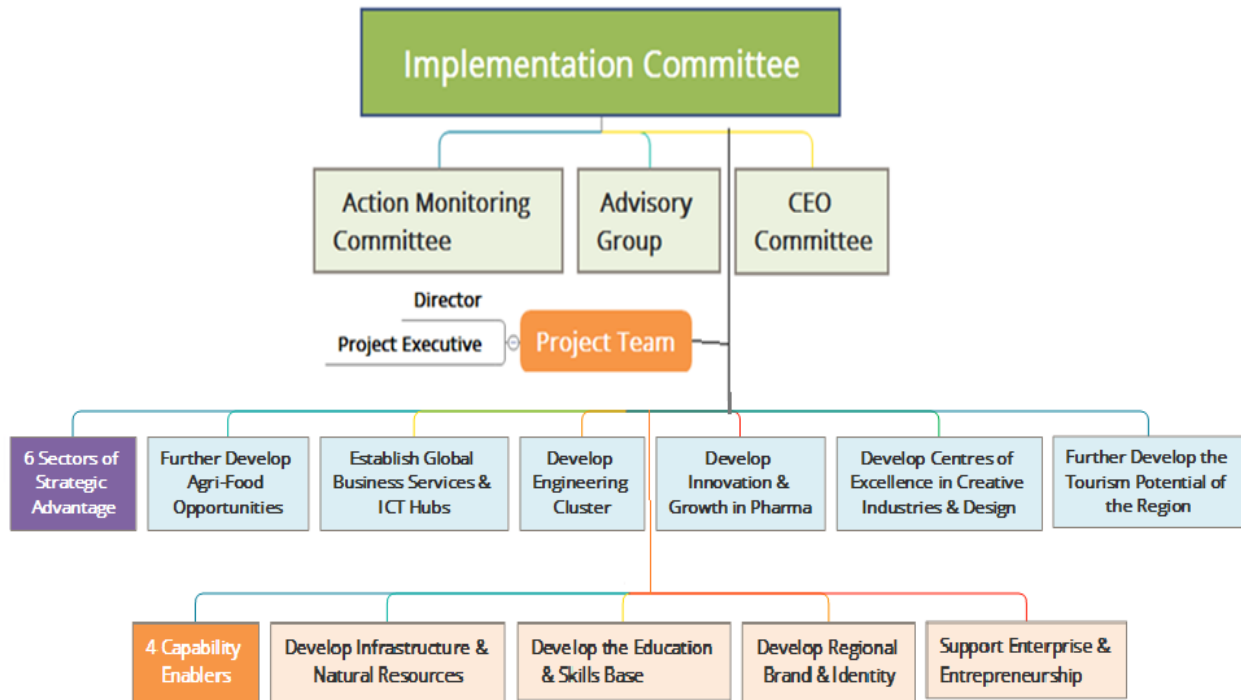 Implementation Committee
Action Monitoring
Committee
Advisory
Group
CEO
Committee
Director
Project Executive
Project Team
6 Sectors of
Strategic
Advantage
Further Develop
Agri-Food
Opportunities
Establish Global
Business Services &
ICT Hubs
Develop
Engineering
Cluster
Develop
Innovation &
Growth in Pharma
Develop Centres of
Excellence in Creative
Industries & Design
Further Develop the
Tourism Potential of
the Region
4 Capability
Enablers
Develop Infrastructure &
Natural Resources
Develop the Education
& Skills Base
Develop Regional
Brand & Identity
Support Enterprise &
Entrepreneurship